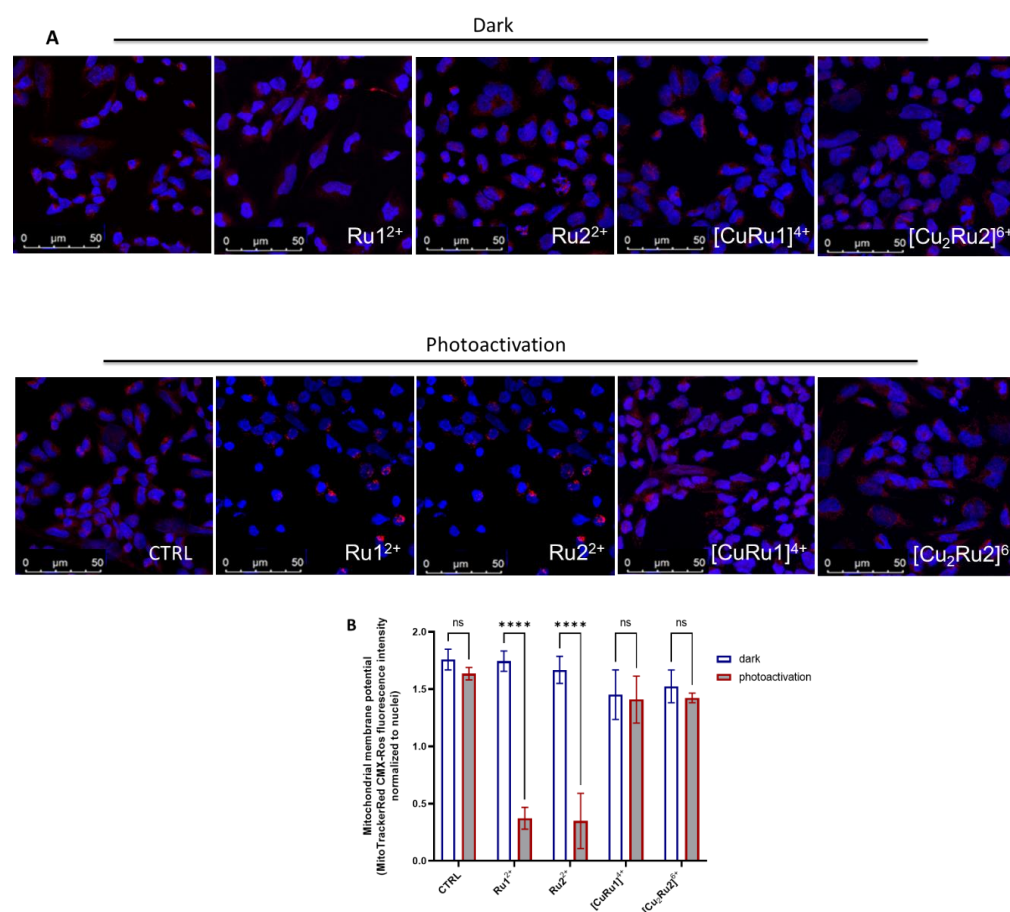 Dark
A
0 µm 50
0 µm 50
Ru1²⁺
0 µm 50
Ru2²⁺
0 µm 50
[CuRu1]⁴⁺
0 µm 50
[Cu₂Ru2]⁶⁺
Photoactivation
0 µm 50
CTRL
0 µm 50
Ru1²⁺
0 µm 50
Ru2²⁺
0 µm 50
[CuRu1]⁴⁺
0 µm 50
[Cu₂Ru2]⁶
B
Mitochondrial membrane potential
(MitoTrackerRed CMX-Ros fluorescence intensity
normalized to nuclei)
2.0
1.5
1.0
0.5
0.0
ns
****
****
ns
ns
dark
photoactivation
CTRL
Ru1²⁺
Ru2²⁺
[CuRu1]⁴⁺
[Cu₂Ru2]⁶⁺